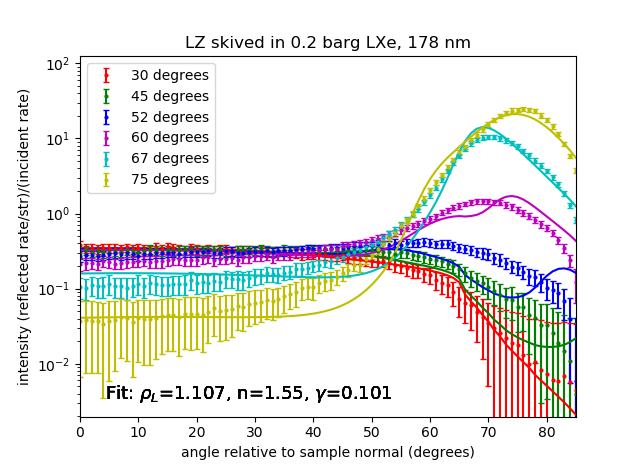 LZ skived in 0.2 barg LXe, 178 nm
intensity (reflected rate/str)/(incident rate)
10²
10¹
10⁰
10⁻¹
10⁻²
30 degrees
45 degrees
52 degrees
60 degrees
67 degrees
75 degrees
Fit: ρL=1.107, n=1.55, γ=0.101
0 10 20 30 40 50 60 70 80
angle relative to sample normal (degrees)